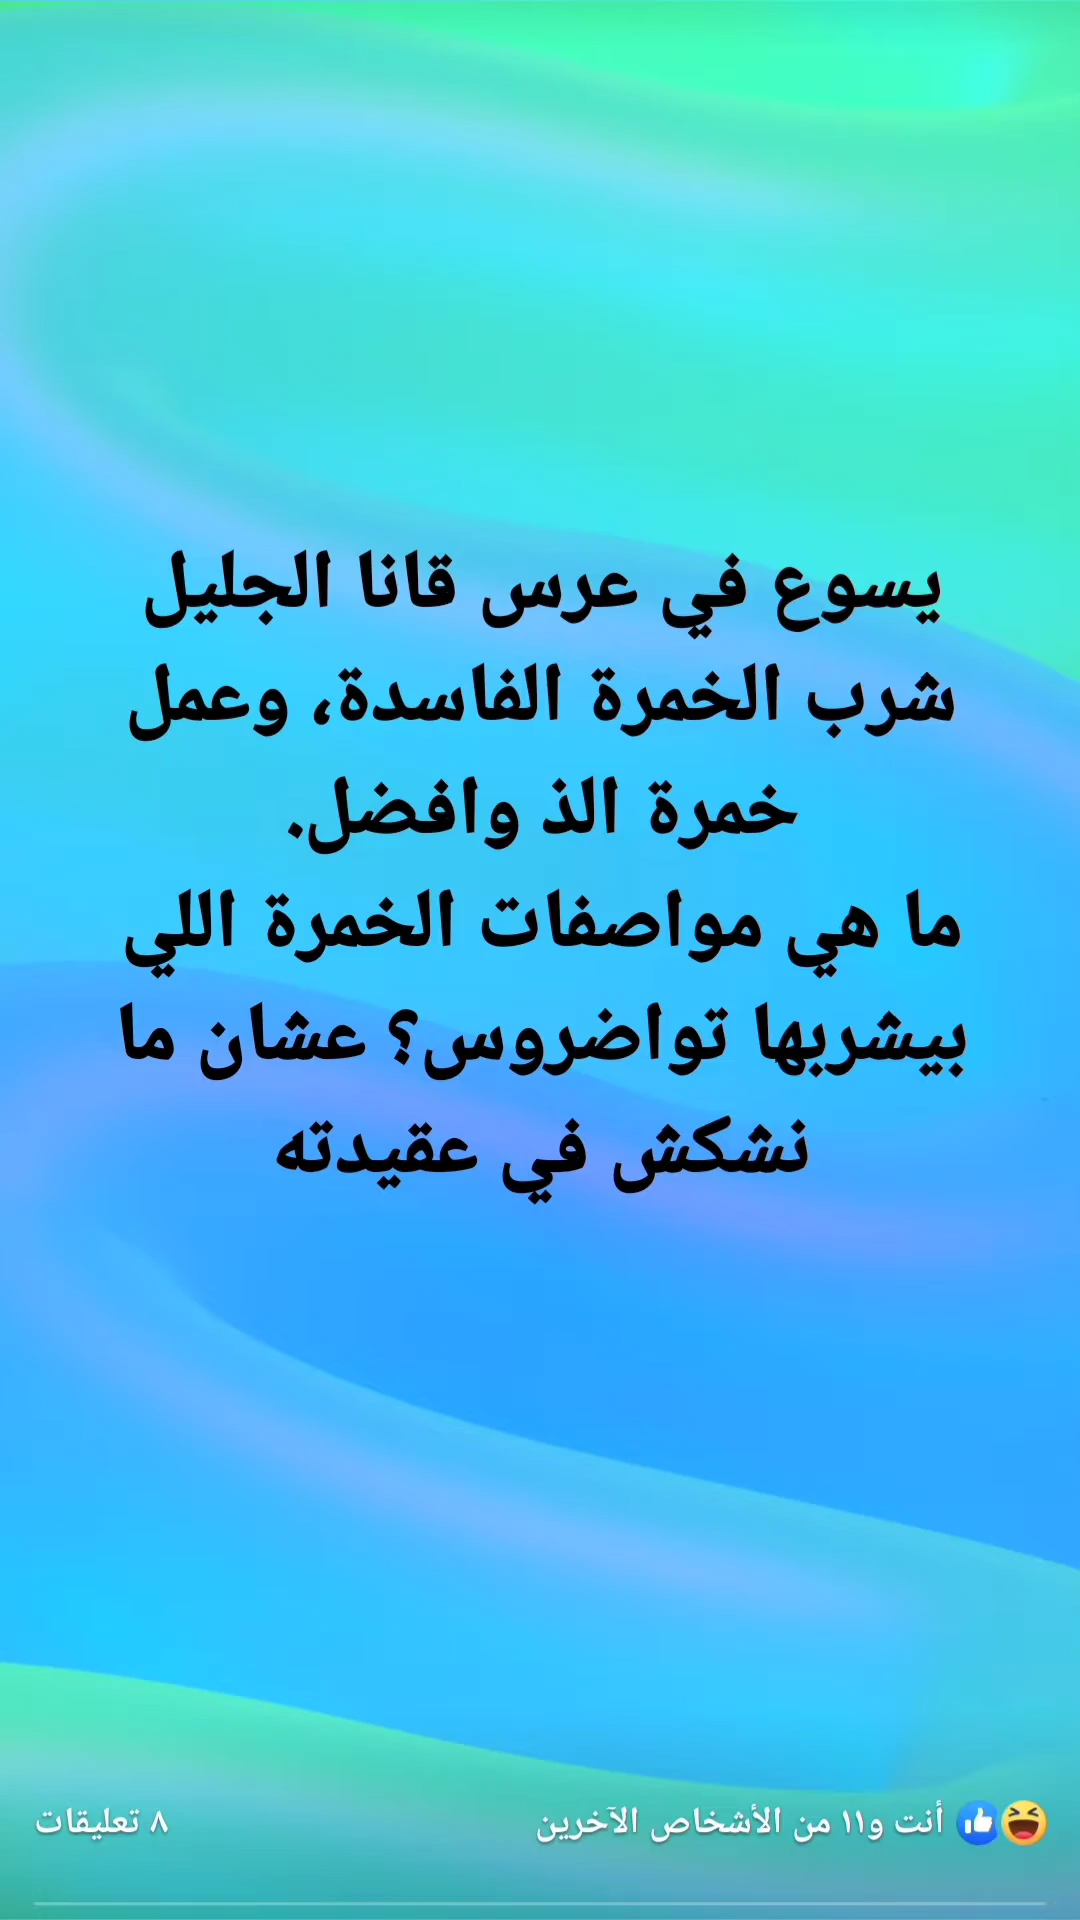 يسوع في عرس قانا الجليل
شرب الخمرة الفاسدة، وعمل
خمرة الذ وافضل.
ما هي مواصفات الخمرة اللي
بيشربها تواضروس؟ عشان ما
نشكش في عقيدته
أنت و١١ من الأشخاص الآخرين
٨ تعليقات